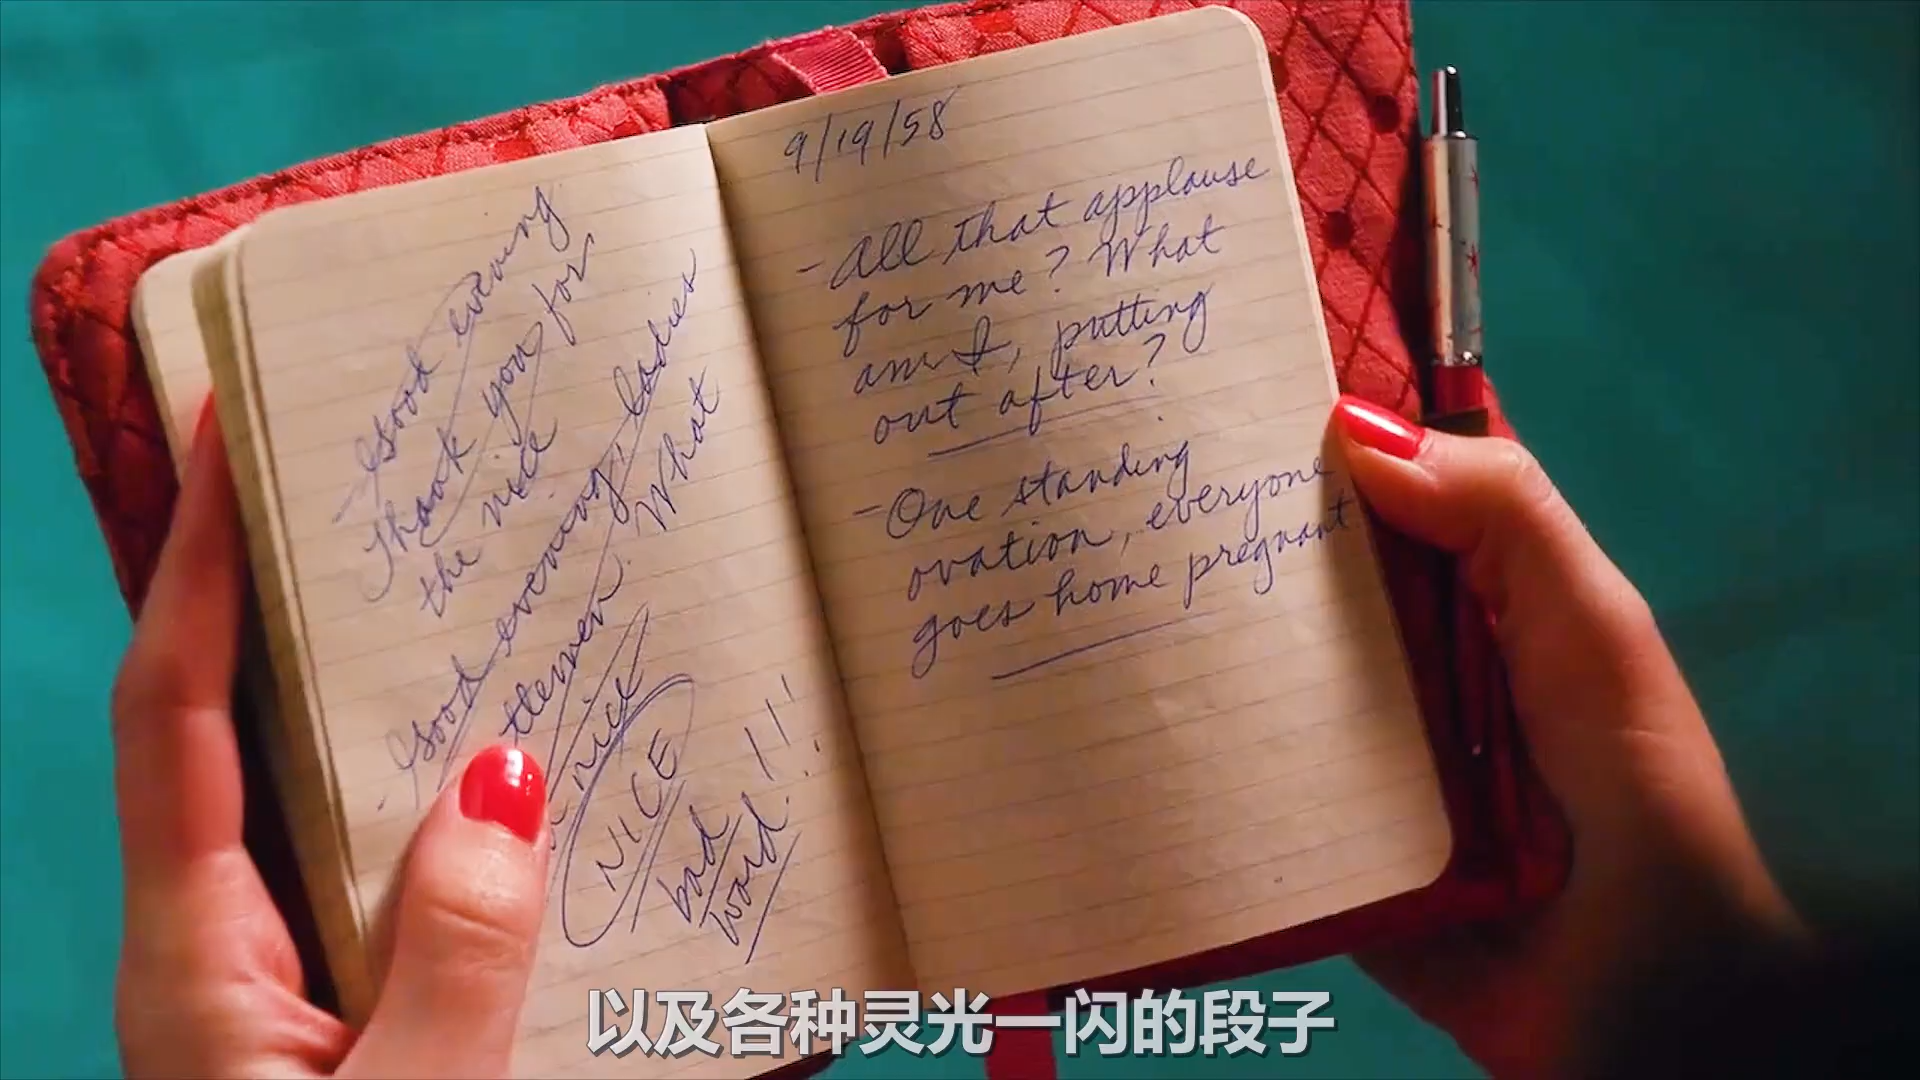 - Good evening
Thank you for
the nice
- Good evening, ladies
tlemen. What
nice
NICE
bad !!!
word.
9/19/58
- All that applause
for me? What
am I, putting
out after?
- One standing
ovation, everyone
goes home pregnant
以及各种灵光一闪的段子